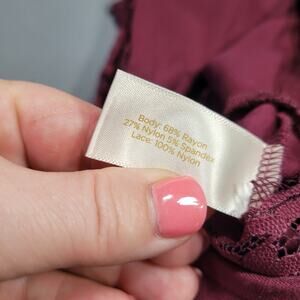 Body: 68% Rayon
27% Nylon 5% Spandex
Lace: 100% Nylon